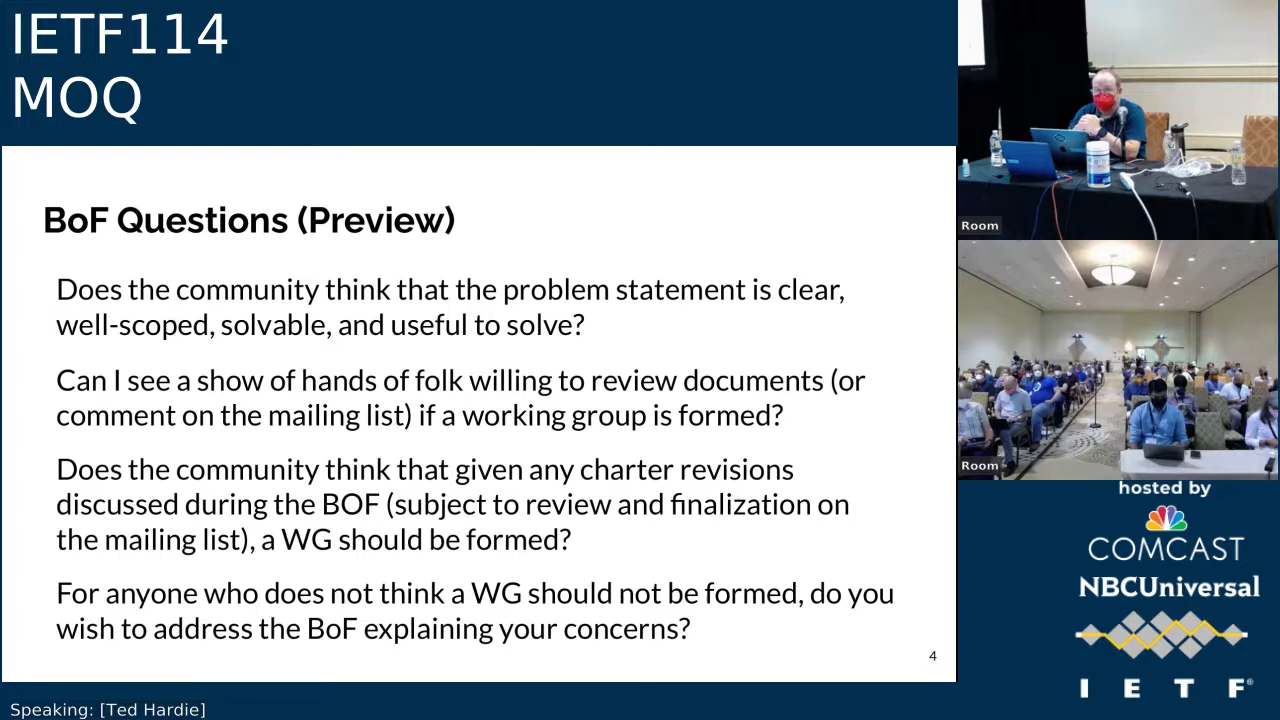 IETF114
MOQ
BoF Questions (Preview)
Does the community think that the problem statement is clear,
well-scoped, solvable, and useful to solve?
Can I see a show of hands of folk willing to review documents (or
comment on the mailing list) if a working group is formed?
Does the community think that given any charter revisions
discussed during the BOF (subject to review and finalization on
the mailing list), a WG should be formed?
For anyone who does not think a WG should not be formed, do you
wish to address the BoF explaining your concerns?
4
Speaking: [Ted Hardie]
Room
Room
hosted by
COMCAST
NBCUniversal
I E T F®